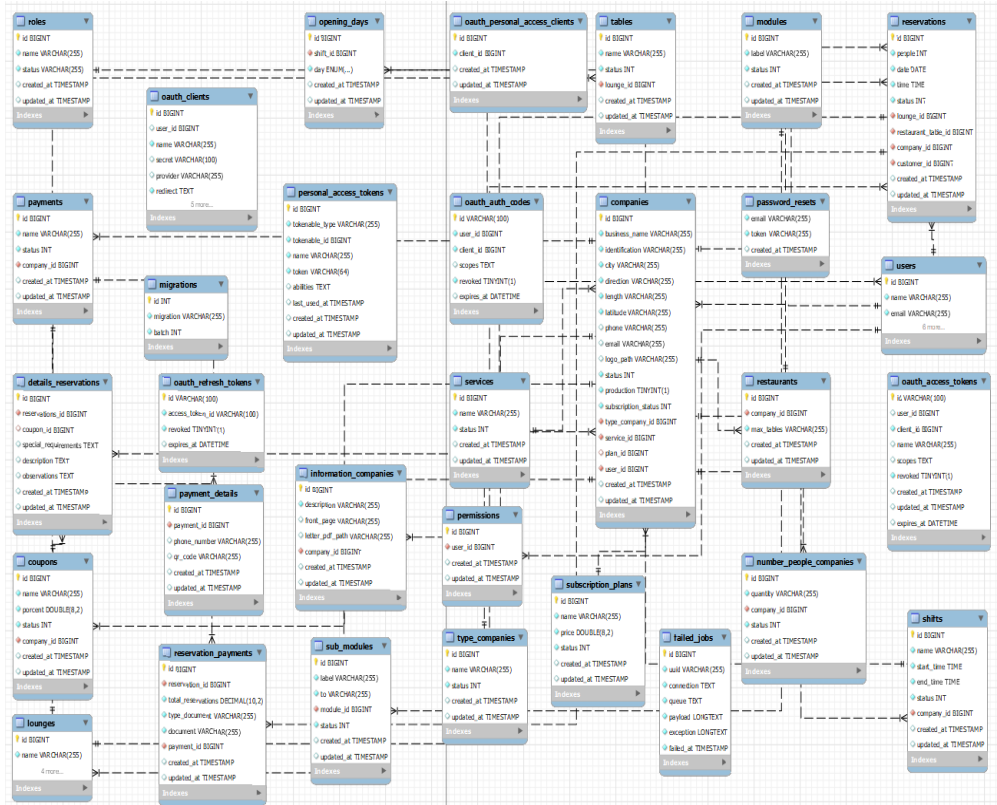 roles
id BIGINT
name VARCHAR(255)
status VARCHAR(255)
created_at TIMESTAMP
updated_at TIMESTAMP
Indexes
opening_days
id BIGINT
shift_id BIGINT
day ENUM(...)
created_at TIMESTAMP
updated_at TIMESTAMP
Indexes
oauth_personal_access_clients
id BIGINT
client_id BIGINT
created_at TIMESTAMP
updated_at TIMESTAMP
Indexes
tables
id BIGINT
name VARCHAR(255)
status INT
lounge_id BIGINT
created_at TIMESTAMP
updated_at TIMESTAMP
Indexes
modules
id BIGINT
label VARCHAR(255)
status INT
created_at TIMESTAMP
updated_at TIMESTAMP
Indexes
reservations
id BIGINT
people INT
date DATE
time TIME
status INT
lounge_id BIGINT
restaurant_table_id BIGINT
company_id BIGINT
customer_id BIGINT
created_at TIMESTAMP
updated_at TIMESTAMP
Indexes
oauth_clients
id BIGINT
user_id BIGINT
name VARCHAR(255)
secret VARCHAR(100)
provider VARCHAR(255)
redirect TEXT
5 more...
Indexes
payments
id BIGINT
name VARCHAR(255)
status INT
company_id BIGINT
created_at TIMESTAMP
updated_at TIMESTAMP
Indexes
personal_access_tokens
id BIGINT
tokenable_type VARCHAR(255)
tokenable_id BIGINT
name VARCHAR(255)
token VARCHAR(64)
abilities TEXT
last_used_at TIMESTAMP
created_at TIMESTAMP
updated_at TIMESTAMP
Indexes
oauth_auth_codes
id VARCHAR(100)
user_id BIGINT
client_id BIGINT
scopes TEXT
revoked TINYINT(1)
expires_at DATETIME
Indexes
companies
id BIGINT
business_name VARCHAR(255)
identification VARCHAR(255)
city VARCHAR(255)
direction VARCHAR(255)
length VARCHAR(255)
latitude VARCHAR(255)
phone VARCHAR(255)
email VARCHAR(255)
logo_path VARCHAR(255)
status INT
production TINYINT(1)
subscription_status INT
type_company_id BIGINT
service_id BIGINT
plan_id BIGINT
user_id BIGINT
created_at TIMESTAMP
updated_at TIMESTAMP
Indexes
password_resets
email VARCHAR(255)
token VARCHAR(255)
created_at TIMESTAMP
Indexes
users
id BIGINT
name VARCHAR(255)
email VARCHAR(255)
6 more...
Indexes
migrations
id INT
migration VARCHAR(255)
batch INT
Indexes
details_reservations
id BIGINT
reservations_id BIGINT
coupon_id BIGINT
special_requirements TEXT
description TEXT
observations TEXT
created_at TIMESTAMP
updated_at TIMESTAMP
Indexes
oauth_refresh_tokens
id VARCHAR(100)
access_token_id VARCHAR(100)
revoked TINYINT(1)
expires_at DATETIME
Indexes
services
id BIGINT
name VARCHAR(255)
status INT
created_at TIMESTAMP
updated_at TIMESTAMP
Indexes
restaurants
id BIGINT
company_id BIGINT
max_tables VARCHAR(255)
created_at TIMESTAMP
updated_at TIMESTAMP
Indexes
oauth_access_tokens
id VARCHAR(100)
user_id BIGINT
client_id BIGINT
name VARCHAR(255)
scopes TEXT
revoked TINYINT(1)
created_at TIMESTAMP
updated_at TIMESTAMP
expires_at DATETIME
Indexes
information_companies
id BIGINT
description VARCHAR(255)
front_page VARCHAR(255)
letter_pdf_path VARCHAR(255)
company_id BIGINT
created_at TIMESTAMP
updated_at TIMESTAMP
Indexes
payment_details
id BIGINT
payment_id BIGINT
phone_number VARCHAR(255)
qr_code VARCHAR(255)
created_at TIMESTAMP
updated_at TIMESTAMP
Indexes
permissions
id BIGINT
user_id BIGINT
created_at TIMESTAMP
updated_at TIMESTAMP
Indexes
coupons
id BIGINT
name VARCHAR(255)
porcent DOUBLE(8,2)
status INT
company_id BIGINT
created_at TIMESTAMP
updated_at TIMESTAMP
Indexes
subscription_plans
id BIGINT
name VARCHAR(255)
price DOUBLE(8,2)
status INT
created_at TIMESTAMP
updated_at TIMESTAMP
Indexes
number_people_companies
id BIGINT
quantity VARCHAR(255)
company_id BIGINT
status INT
created_at TIMESTAMP
updated_at TIMESTAMP
Indexes
shifts
id BIGINT
name VARCHAR(255)
start_time TIME
end_time TIME
status INT
company_id BIGINT
created_at TIMESTAMP
updated_at TIMESTAMP
Indexes
reservation_payments
id BIGINT
reservation_id BIGINT
total_reservations DECIMAL(10,2)
type_document VARCHAR(255)
document VARCHAR(255)
payment_id BIGINT
created_at TIMESTAMP
updated_at TIMESTAMP
Indexes
sub_modules
id BIGINT
label VARCHAR(255)
to VARCHAR(255)
module_id BIGINT
status INT
created_at TIMESTAMP
updated_at TIMESTAMP
Indexes
type_companies
id BIGINT
name VARCHAR(255)
status INT
created_at TIMESTAMP
updated_at TIMESTAMP
Indexes
failed_jobs
id BIGINT
uuid VARCHAR(255)
connection TEXT
queue TEXT
payload LONGTEXT
exception LONGTEXT
failed_at TIMESTAMP
Indexes
lounges
id BIGINT
name VARCHAR(255)
4 more...
Indexes